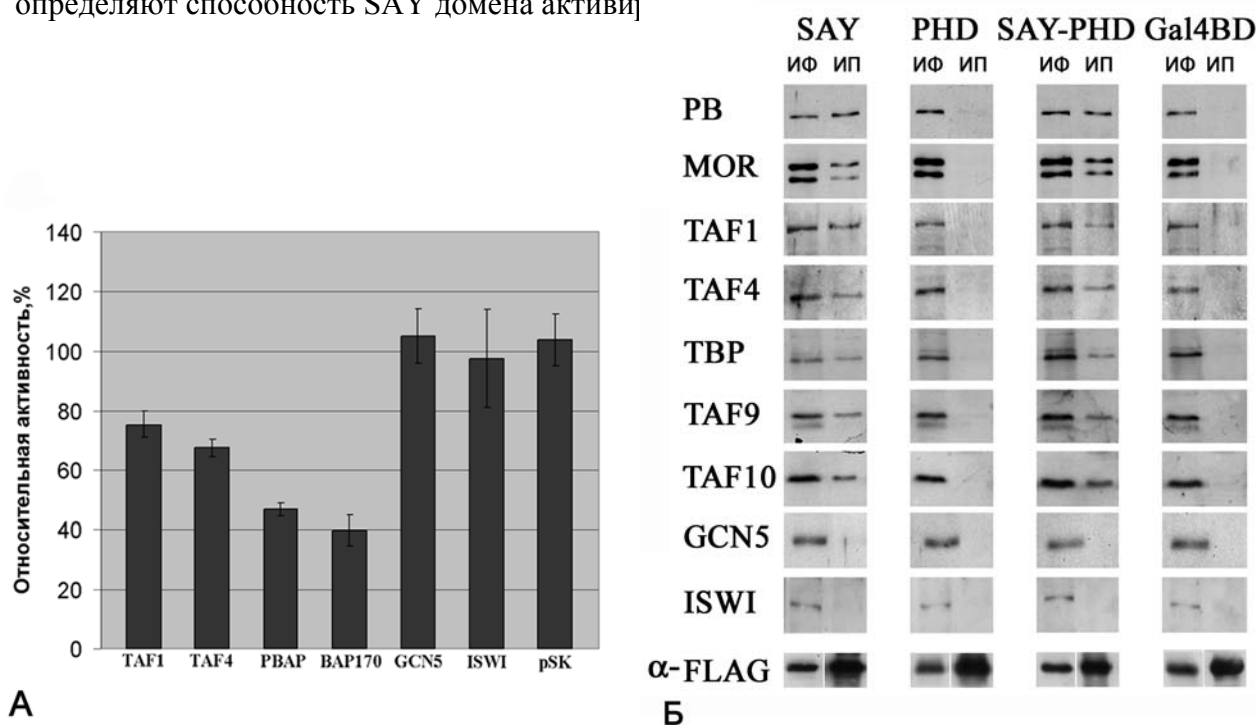 определяют способность SAY домена активи
SAY PHD SAY-PHD Gal4BD
ИФ ИП ИФ ИП ИФ ИП ИФ ИП
PB
MOR
TAF1
TAF4
TBP
TAF9
TAF10
GCN5
ISWI
α-FLAG
Относительная активность,%
140
120
100
80
60
40
20
0
TAF1 TAF4 PBAP BAP170 GCN5 ISWI pSK
А
Б